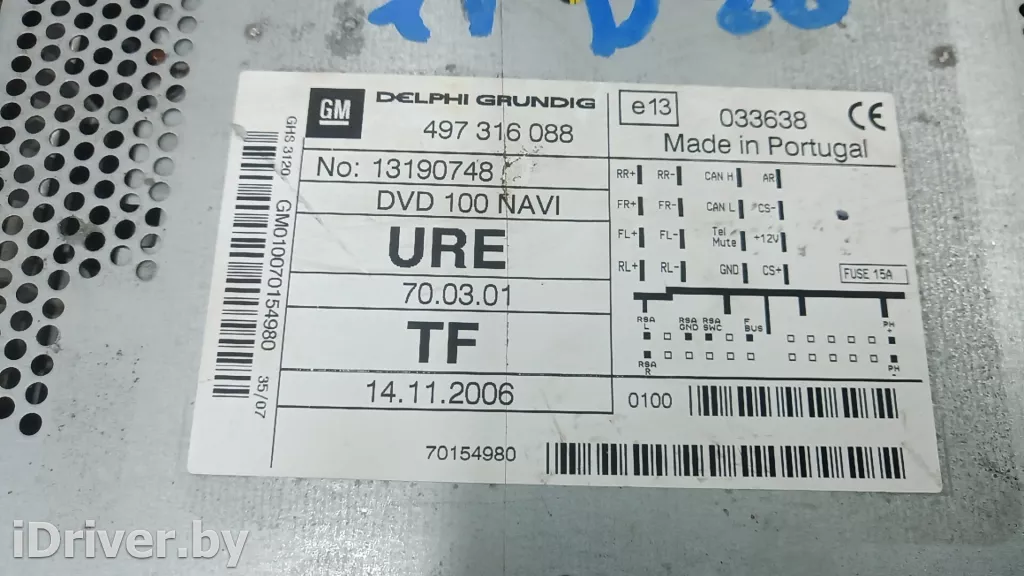 GM DELPHI GRUNDIG
497 316 088
No: 13190748
DVD 100 NAVI
URE
70.03.01
TF
14.11.2006
e13 033638 CE
Made in Portugal
RR+ RR- CAN H AR
FR+ FR- CAN L CS-
FL+ FL- Tel Mute +12V
RL+ RL- GND CS+
FUSE 15A
RSA L RSA GND RSA SWC F BUS PH +
RSA R PH -
0100
70154980
GHS 3120
GM010070154980
35/07
iDriver.by